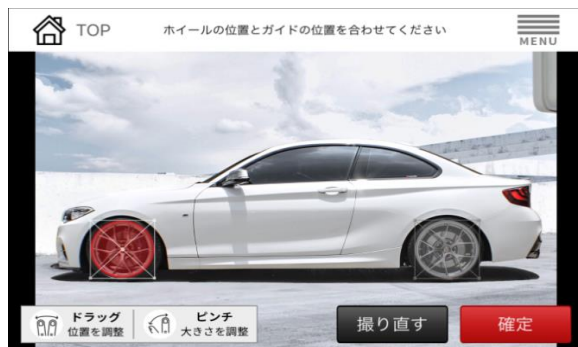 TOP
ホイールの位置とガイドの位置を合わせてください
MENU
ドラッグ
位置を調整
ピンチ
大きさを調整
撮り直す
確定